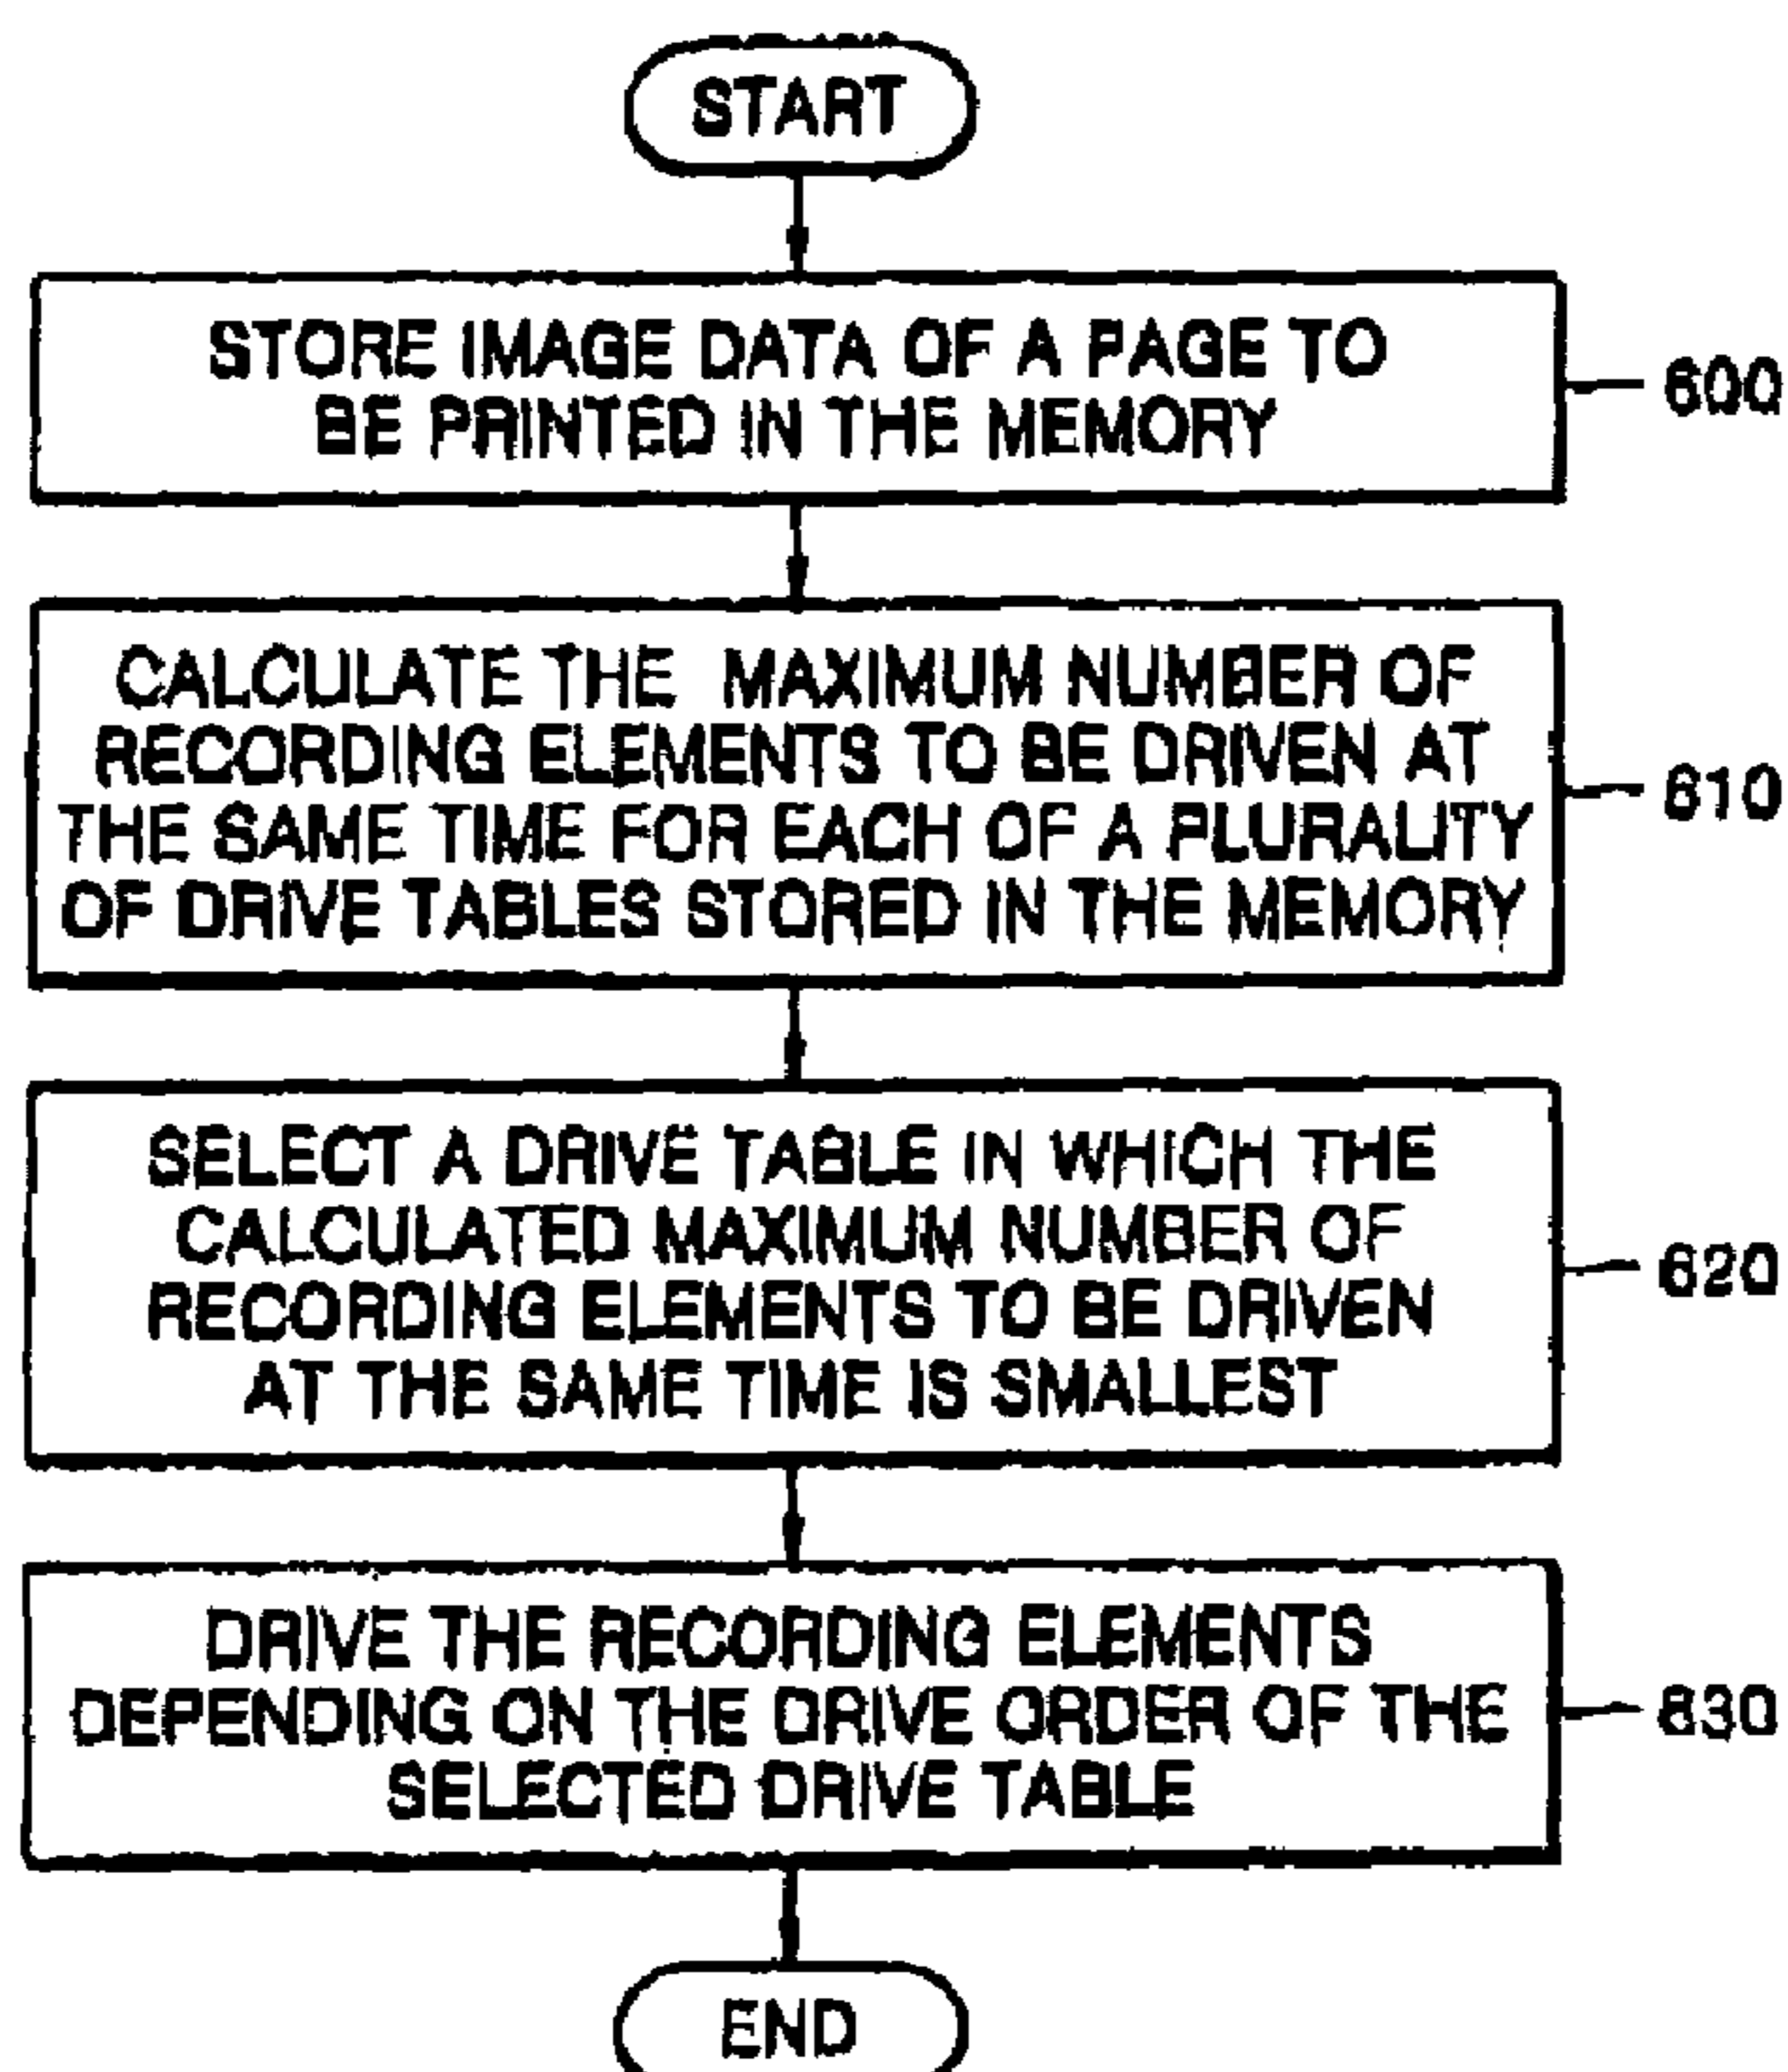 START
STORE IMAGE DATA OF A PAGE TO
BE PRINTED IN THE MEMORY
600
CALCULATE THE MAXIMUM NUMBER OF
RECORDING ELEMENTS TO BE DRIVEN AT
THE SAME TIME FOR EACH OF A PLURALITY
OF DRIVE TABLES STORED IN THE MEMORY
610
SELECT A DRIVE TABLE IN WHICH THE
CALCULATED MAXIMUM NUMBER OF
RECORDING ELEMENTS TO BE DRIVEN
AT THE SAME TIME IS SMALLEST
620
DRIVE THE RECORDING ELEMENTS
DEPENDING ON THE DRIVE ORDER OF THE
SELECTED DRIVE TABLE
630
END